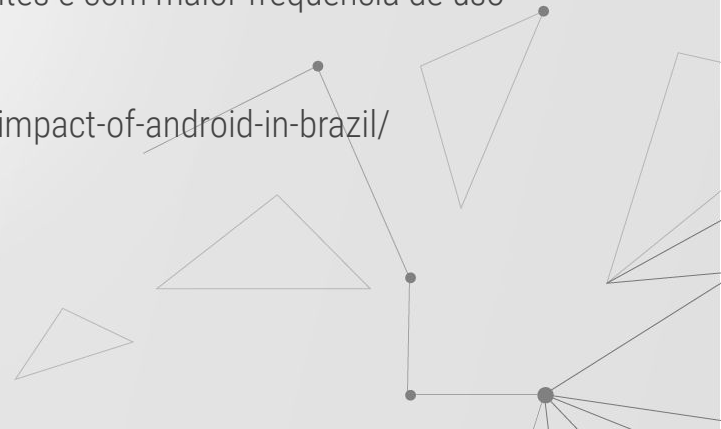 e com maior frequência de uso
impact-of-android-in-brazil/